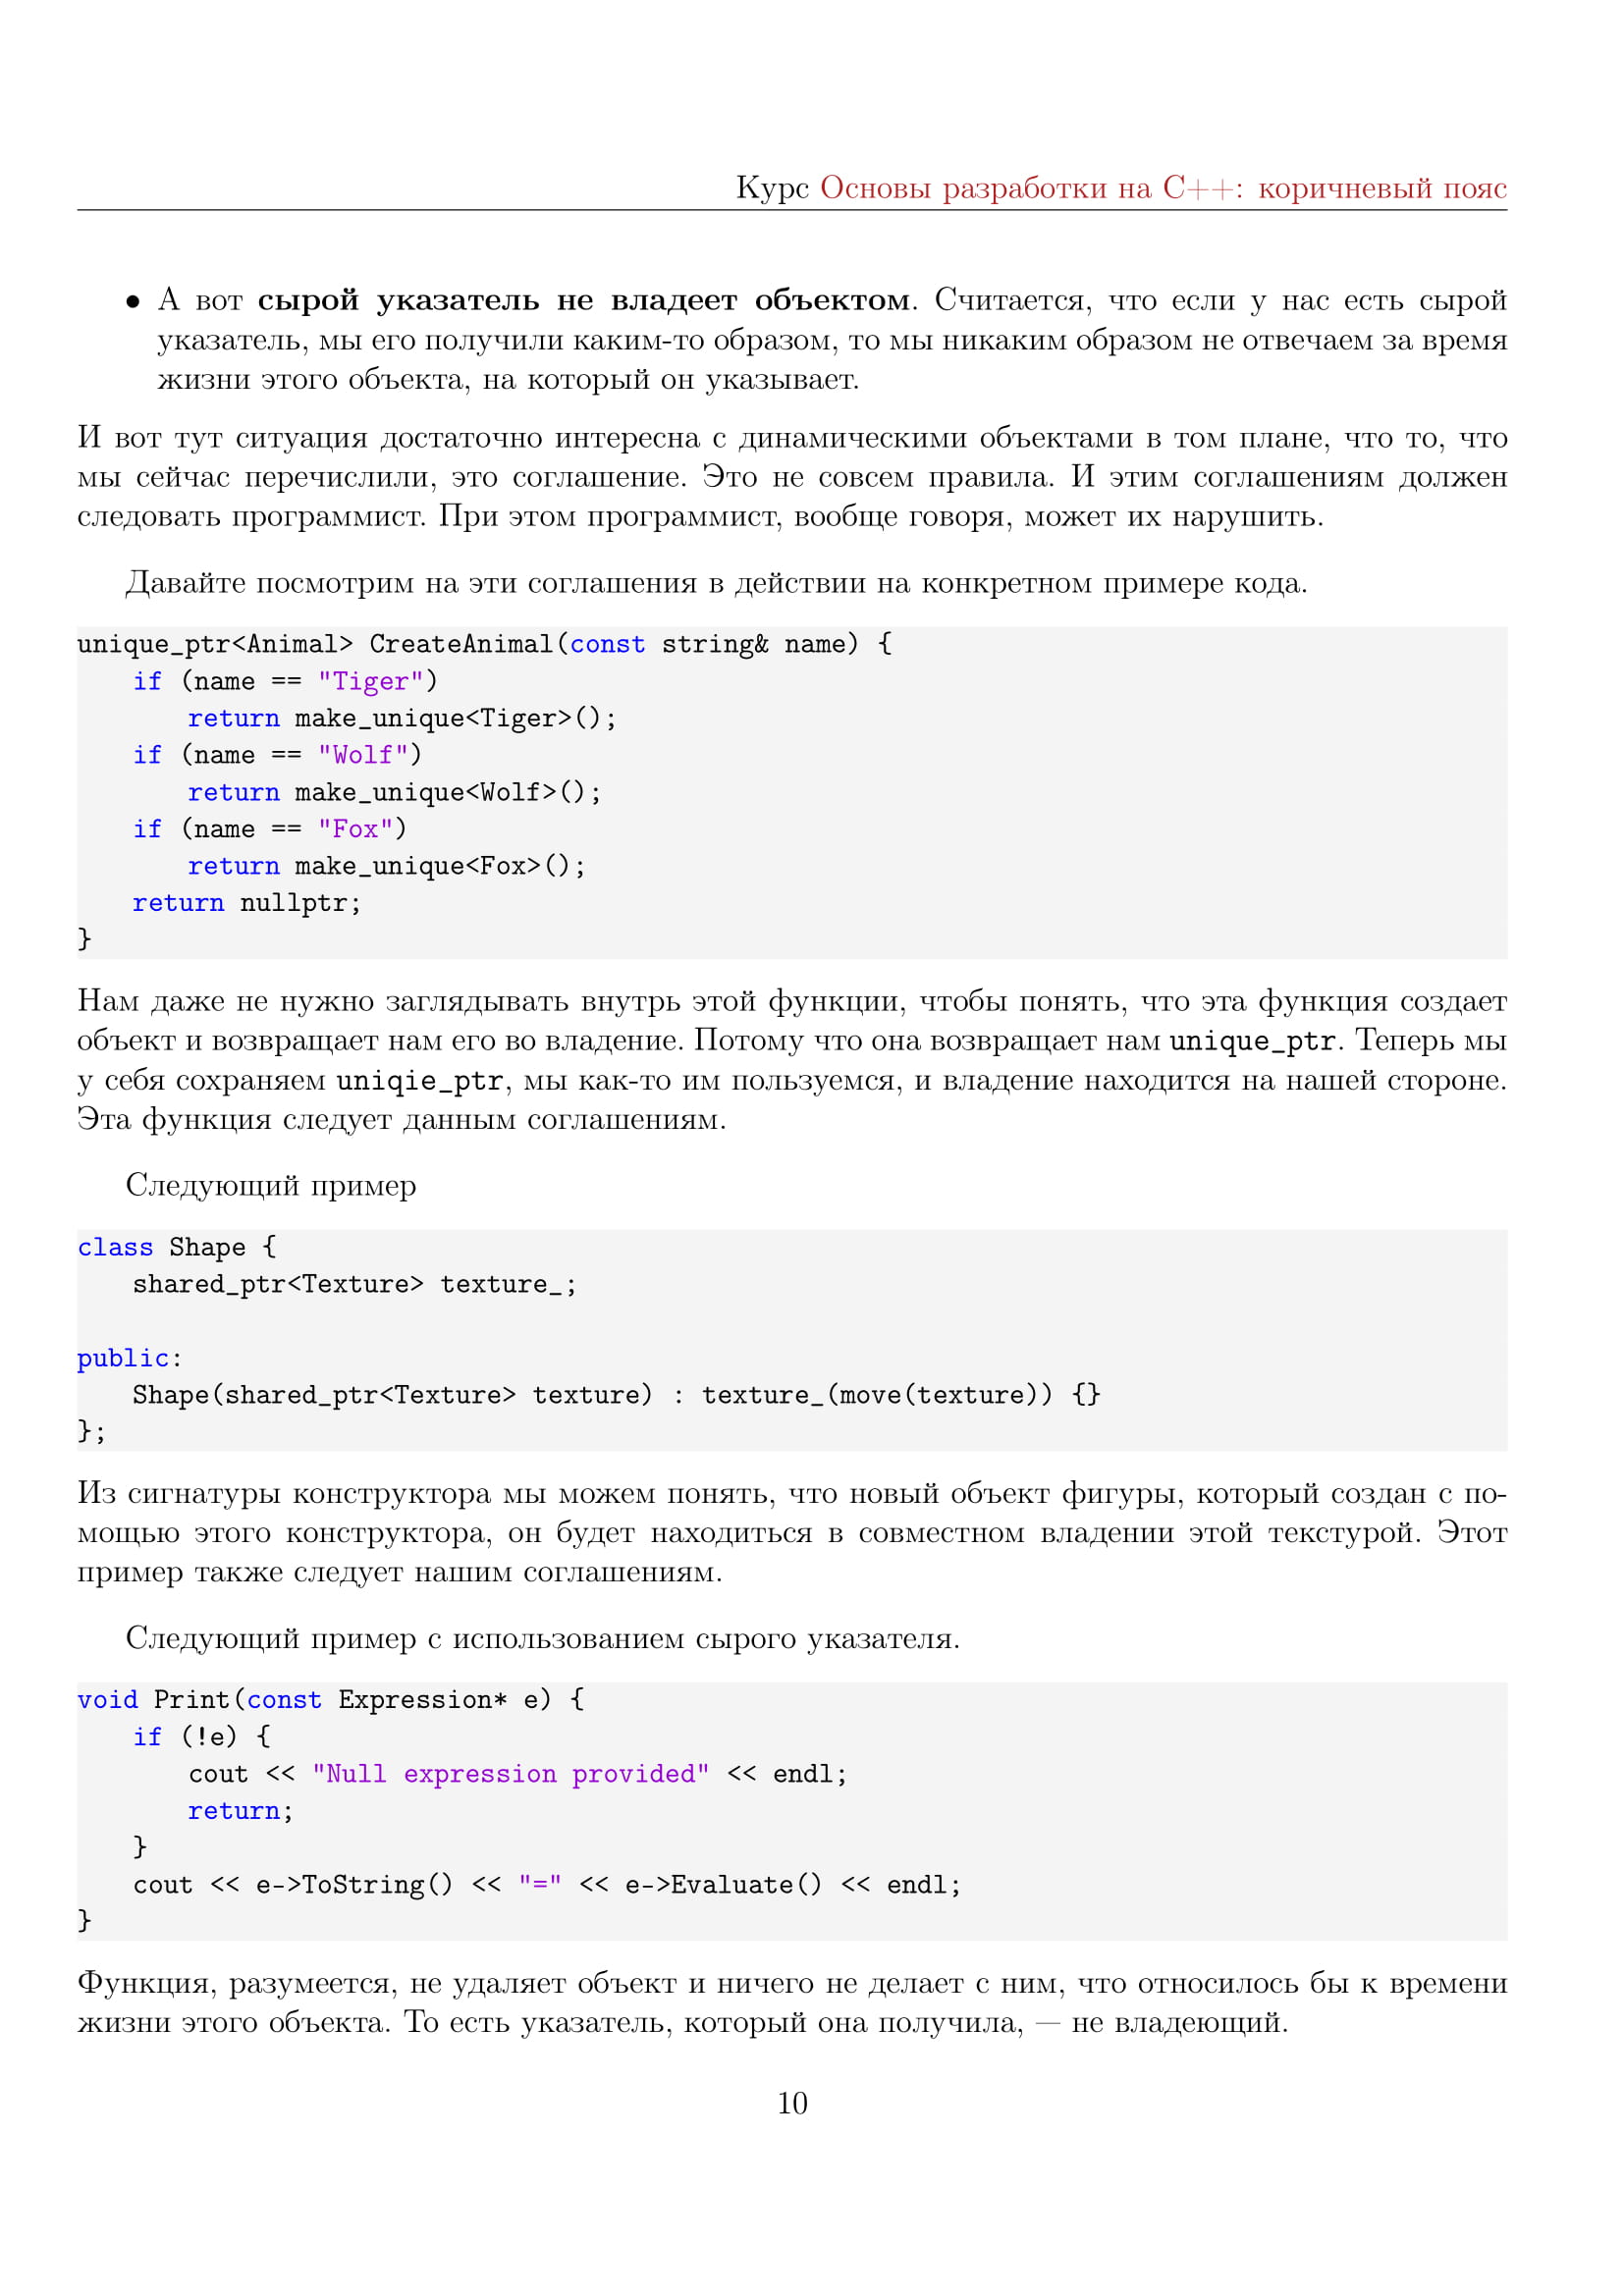 Курс Основы разработки на C++: коричневый пояс
• А вот сырой указатель не владеет объектом. Считается, что если у нас есть сырой
указатель, мы его получили каким-то образом, то мы никаким образом не отвечаем за время
жизни этого объекта, на который он указывает.
И вот тут ситуация достаточно интересна с динамическими объектами в том плане, что то, что
мы сейчас перечислили, это соглашение. Это не совсем правила. И этим соглашениям должен
следовать программист. При этом программист, вообще говоря, может их нарушить.
Давайте посмотрим на эти соглашения в действии на конкретном примере кода.
unique_ptr<Animal> CreateAnimal(const string& name) {
    if (name == "Tiger")
        return make_unique<Tiger>();
    if (name == "Wolf")
        return make_unique<Wolf>();
    if (name == "Fox")
        return make_unique<Fox>();
    return nullptr;
}
Нам даже не нужно заглядывать внутрь этой функции, чтобы понять, что эта функция создает
объект и возвращает нам его во владение. Потому что она возвращает нам unique_ptr. Теперь мы
у себя сохраняем uniqie_ptr, мы как-то им пользуемся, и владение находится на нашей стороне.
Эта функция следует данным соглашениям.
Следующий пример
class Shape {
    shared_ptr<Texture> texture_;
public:
    Shape(shared_ptr<Texture> texture) : texture_(move(texture)) {}
};
Из сигнатуры конструктора мы можем понять, что новый объект фигуры, который создан с по-
мощью этого конструктора, он будет находиться в совместном владении этой текстурой. Этот
пример также следует нашим соглашениям.
Следующий пример с использованием сырого указателя.
void Print(const Expression* e) {
    if (!e) {
        cout << "Null expression provided" << endl;
        return;
    }
    cout << e->ToString() << "=" << e->Evaluate() << endl;
}
Функция, разумеется, не удаляет объект и ничего не делает с ним, что относилось бы к времени
жизни этого объекта. То есть указатель, который она получила, — не владеющий.
10